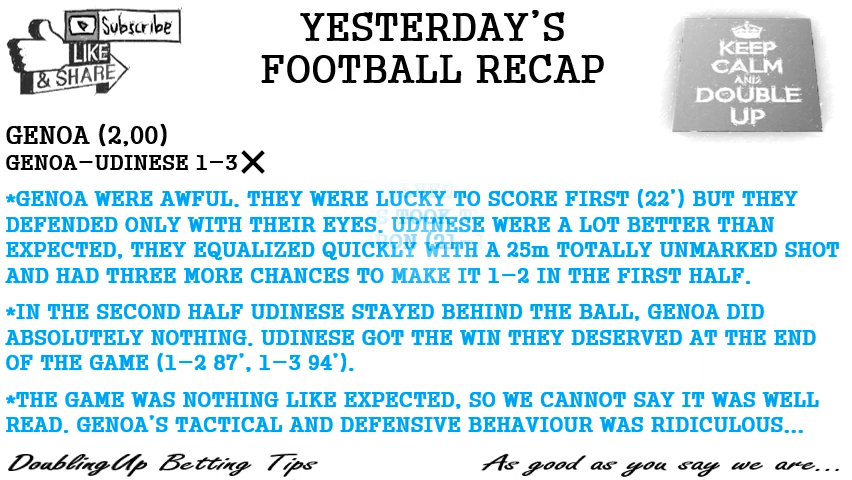 Subscribe
LIKE
& SHARE
YESTERDAY'S
FOOTBALL RECAP
KEEP
CALM
AND
DOUBLE
UP
GENOA (2,00)
GENOA-UDINESE 1-3
*GENOA WERE AWFUL. THEY WERE LUCKY TO SCORE FIRST (22') BUT THEY
DEFENDED ONLY WITH THEIR EYES. UDINESE WERE A LOT BETTER THAN
EXPECTED, THEY EQUALIZED QUICKLY WITH A 25m TOTALLY UNMARKED SHOT
AND HAD THREE MORE CHANCES TO MAKE IT 1-2 IN THE FIRST HALF.
*IN THE SECOND HALF UDINESE STAYED BEHIND THE BALL, GENOA DID
ABSOLUTELY NOTHING. UDINESE GOT THE WIN THEY DESERVED AT THE END
OF THE GAME (1-2 87', 1-3 94').
*THE GAME WAS NOTHING LIKE EXPECTED, SO WE CANNOT SAY IT WAS WELL
READ. GENOA'S TACTICAL AND DEFENSIVE BEHAVIOUR WAS RIDICULOUS...
DoublingUp Betting Tips
As good as you say we are...